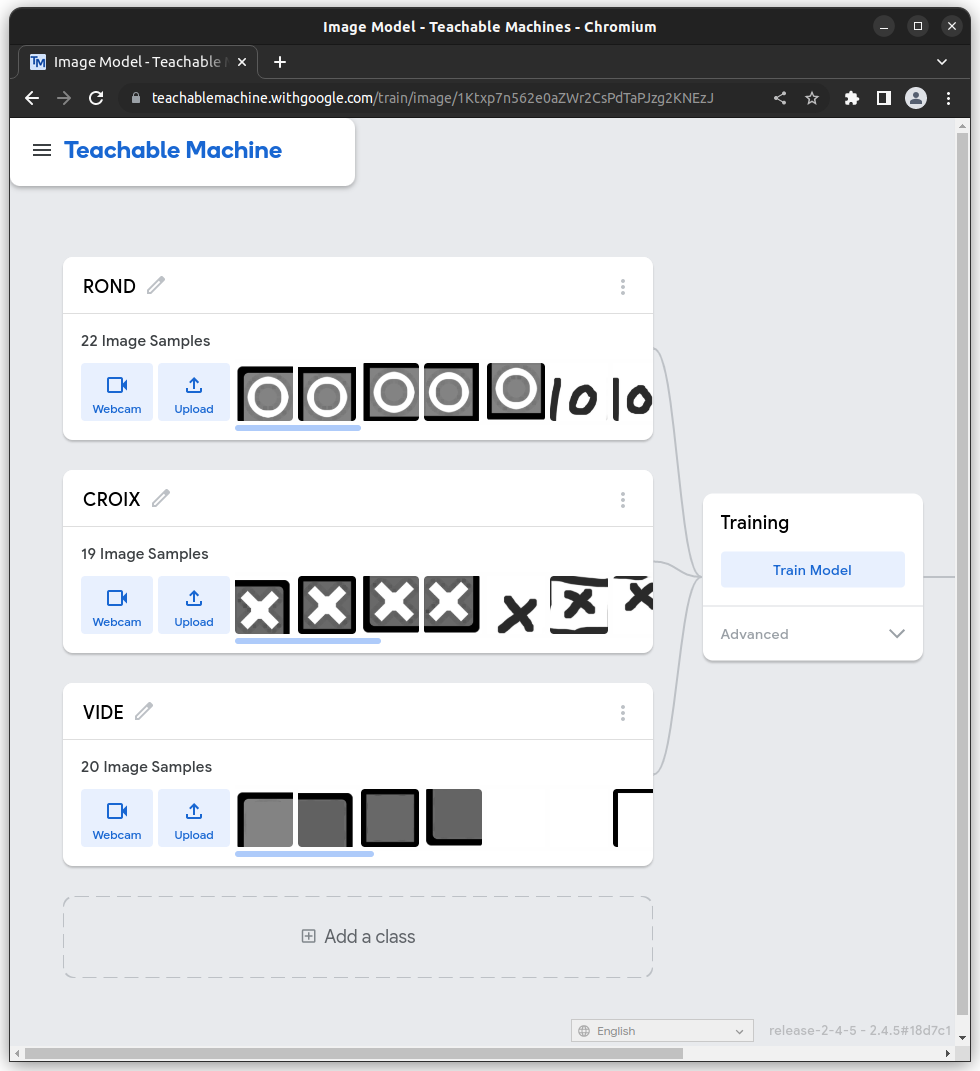 Image Model - Teachable Machines - Chromium
TM Image Model - Teachable
teachablemachine.withgoogle.com/train/image/1Ktxp7n562e0aZWr2CsPdTaPJzg2KNEzJ
Teachable Machine
ROND
22 Image Samples
Webcam
Upload
CROIX
19 Image Samples
Webcam
Upload
VIDE
20 Image Samples
Webcam
Upload
Add a class
Training
Train Model
Advanced
English
release-2-4-5 - 2.4.5#18d7c1